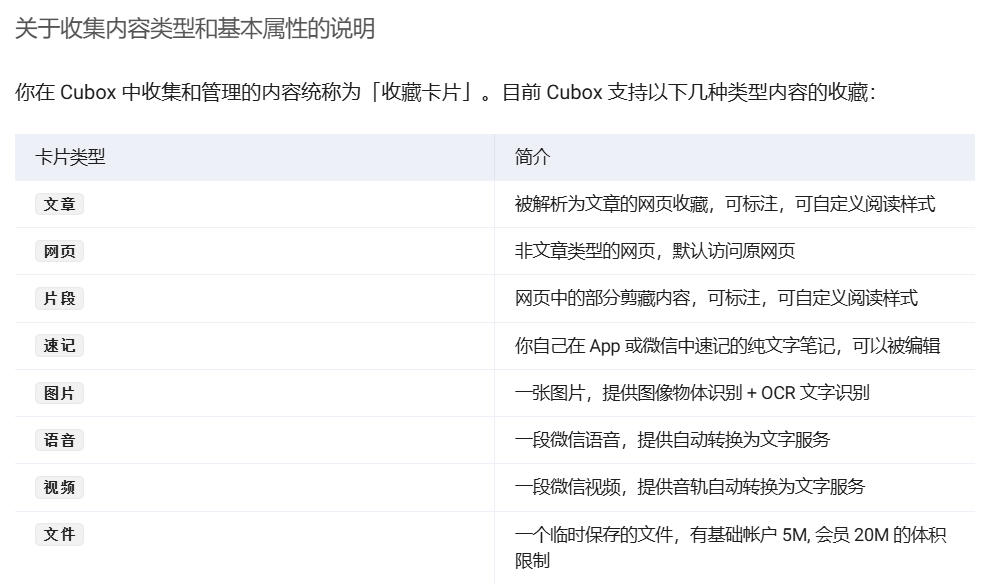 关于收集内容类型和基本属性的说明
你在 Cubox 中收集和管理的内容统称为「收藏卡片」。目前 Cubox 支持以下几种类型内容的收藏：
卡片类型 简介
文章 被解析为文章的网页收藏，可标注，可自定义阅读样式
网页 非文章类型的网页，默认访问原网页
片段 网页中的部分剪藏内容，可标注，可自定义阅读样式
速记 你自己在 App 或微信中速记的纯文字笔记，可以被编辑
图片 一张图片，提供图像物体识别 + OCR 文字识别
语音 一段微信语音，提供自动转换为文字服务
视频 一段微信视频，提供音轨自动转换为文字服务
文件 一个临时保存的文件，有基础帐户 5M, 会员 20M 的体积
限制